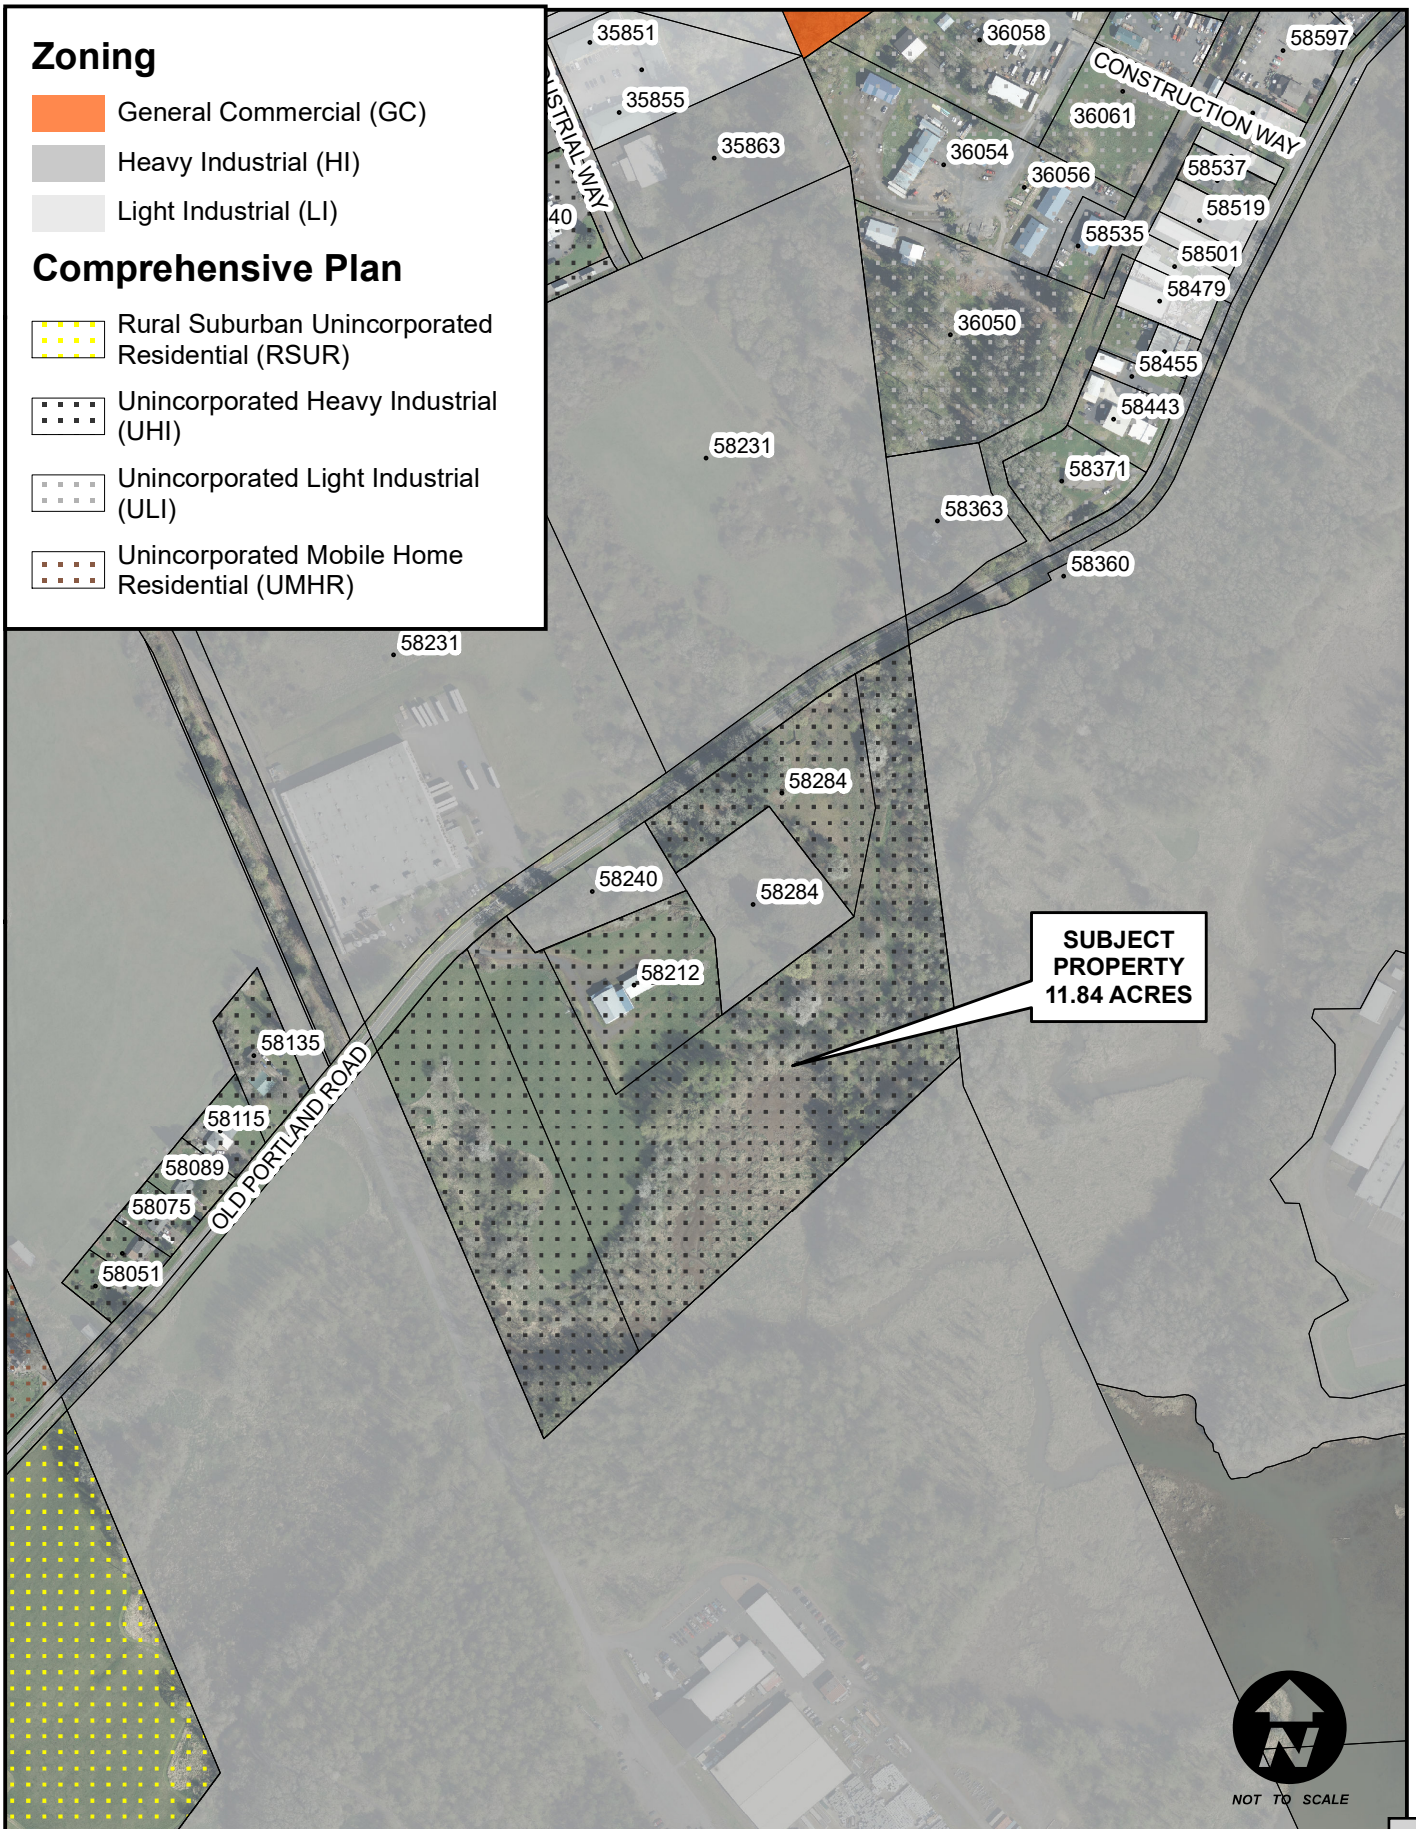 Zoning
General Commercial (GC)
Heavy Industrial (HI)
Light Industrial (LI)
Comprehensive Plan
Rural Suburban Unincorporated
Residential (RSUR)
Unincorporated Heavy Industrial
(UHI)
Unincorporated Light Industrial
(ULI)
Unincorporated Mobile Home
Residential (UMHR)
35851
35855
35863
USTRIAL WAY
40
36058
58597
CONSTRUCTION WAY
36061
36054
36056
58537
58519
58535
58501
58479
36050
58455
58443
58231
58371
58363
58360
58231
58284
58240
58284
58212
SUBJECT
PROPERTY
11.84 ACRES
58135
58115
58089
58075
58051
OLD PORTLAND ROAD
N
NOT TO SCALE